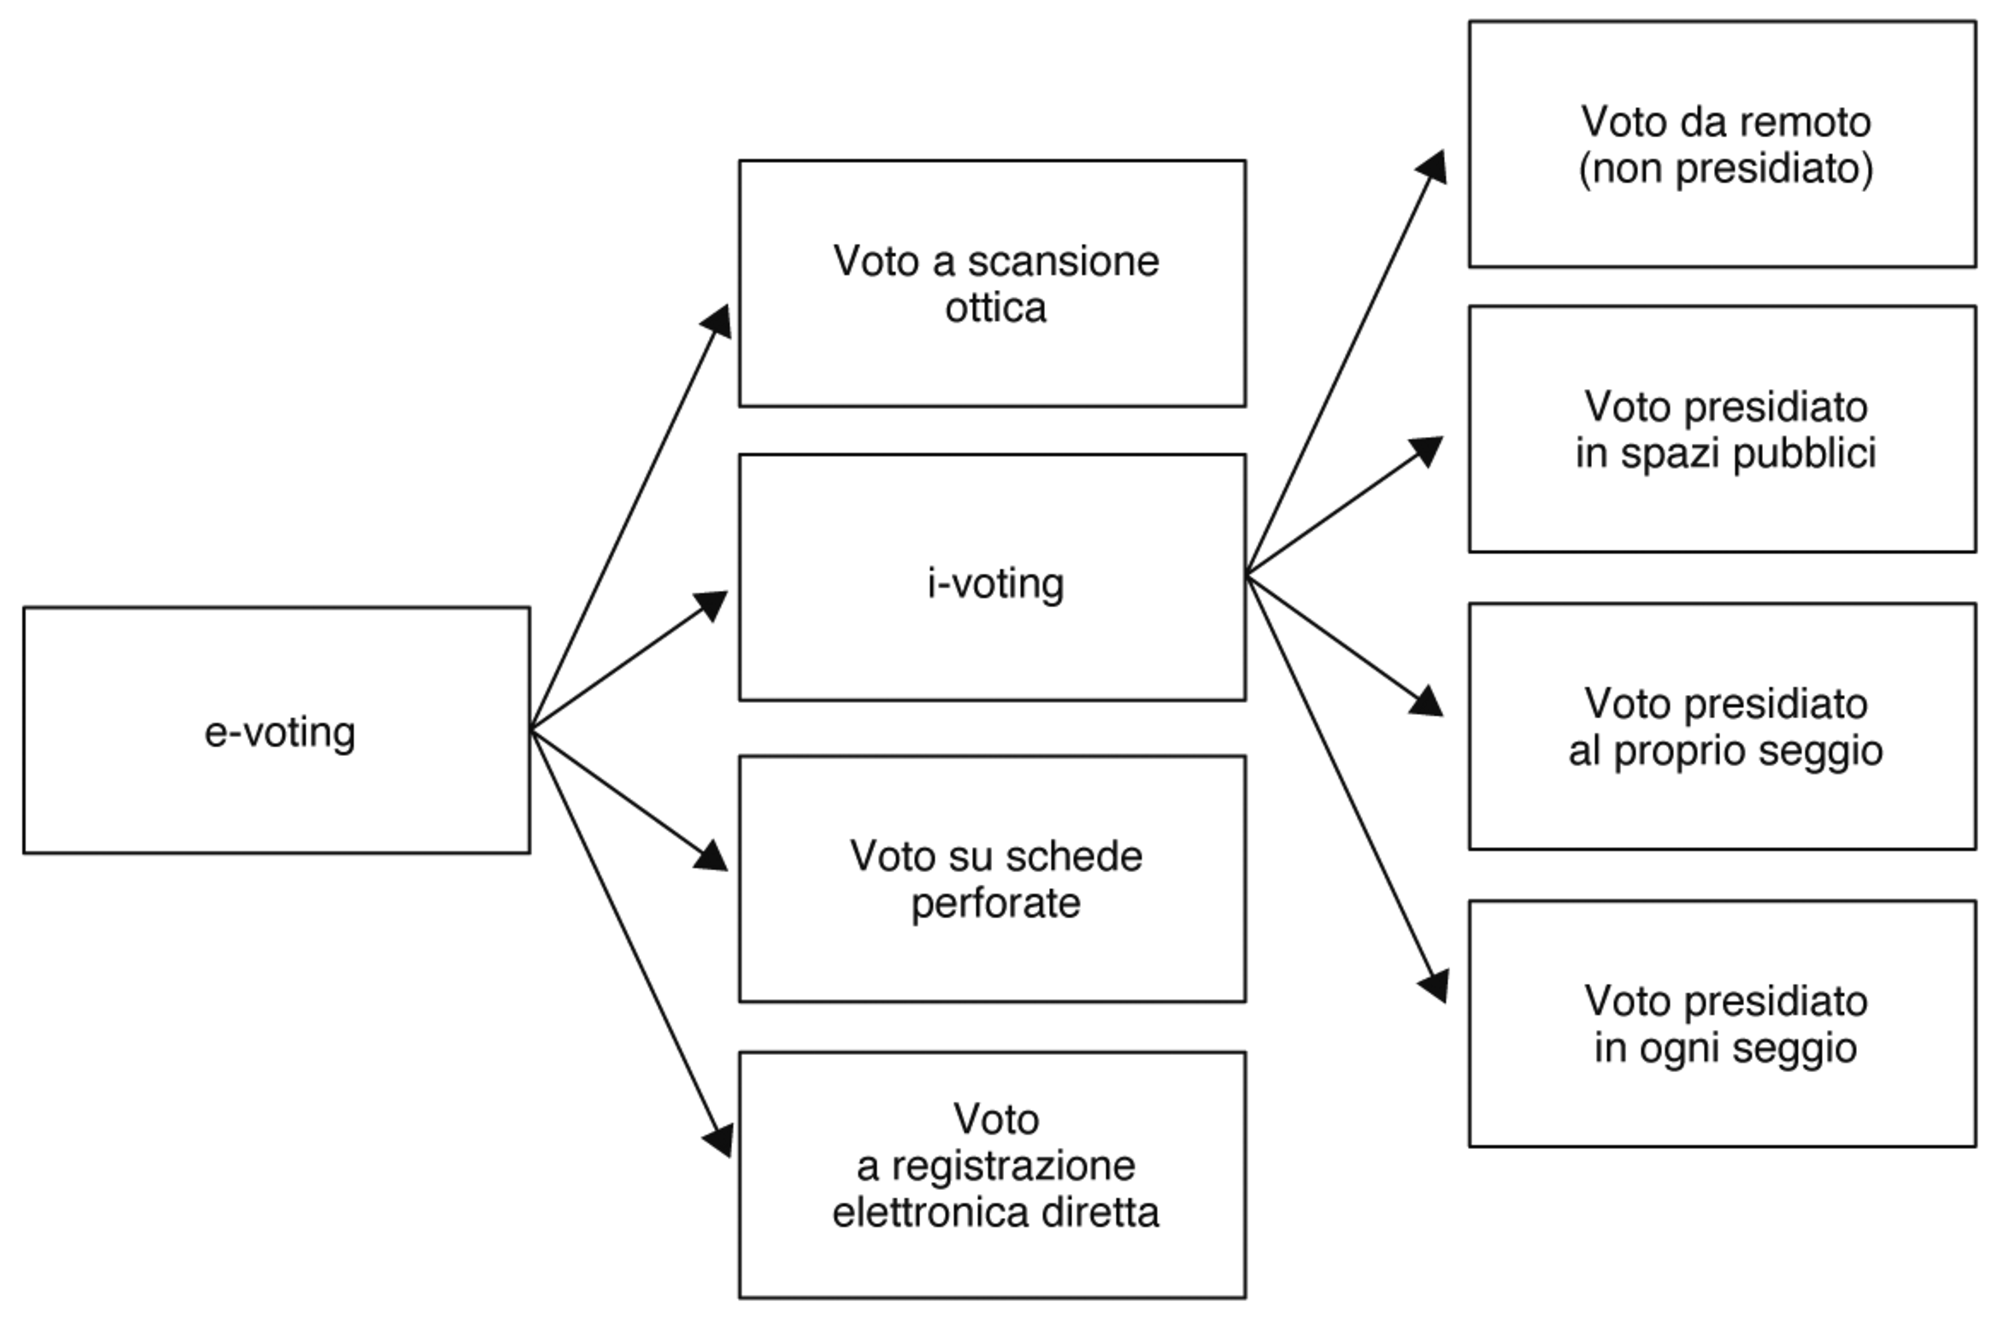 e-voting
Voto a scansione
ottica
i-voting
Voto su schede
perforate
Voto
a registrazione
elettronica diretta
Voto da remoto
(non presidiato)
Voto presidiato
in spazi pubblici
Voto presidiato
al proprio seggio
Voto presidiato
in ogni seggio